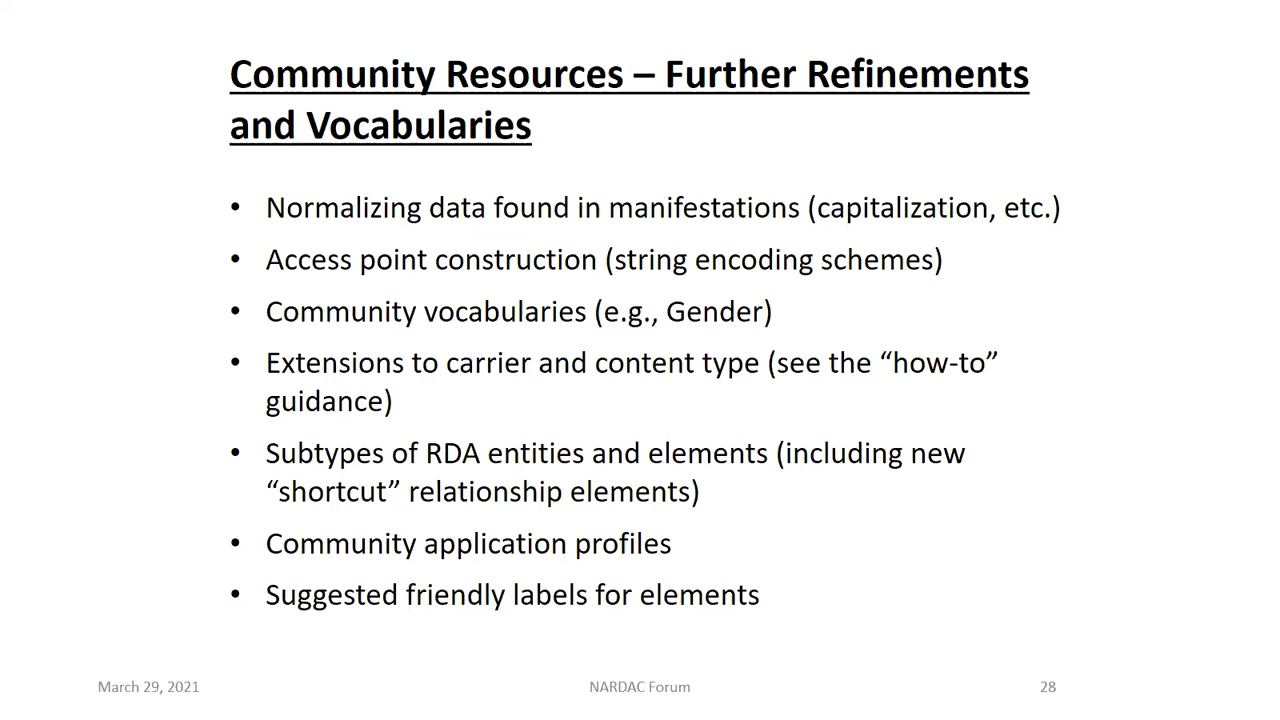 Community Resources – Further Refinements
and Vocabularies
• Normalizing data found in manifestations (capitalization, etc.)
• Access point construction (string encoding schemes)
• Community vocabularies (e.g., Gender)
• Extensions to carrier and content type (see the “how-to”
guidance)
• Subtypes of RDA entities and elements (including new
“shortcut” relationship elements)
• Community application profiles
• Suggested friendly labels for elements
March 29, 2021
NARDAC Forum
28